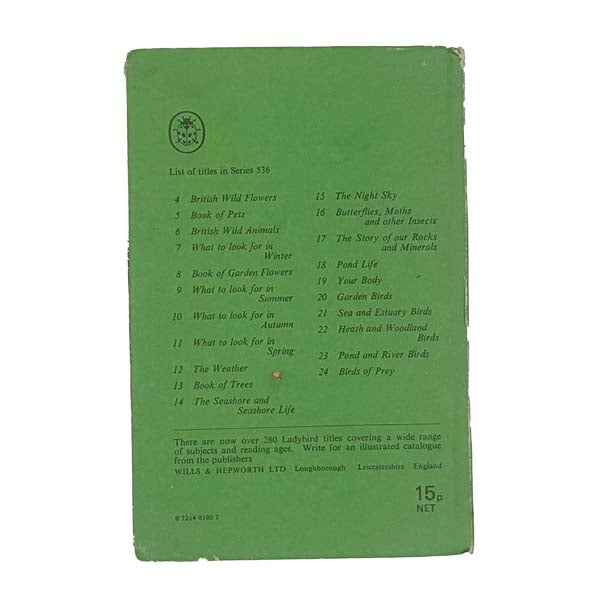 List of titles in Series 536
4 British Wild Flowers
5 Book of Pets
6 British Wild Animals
7 What to look for in
Winter
8 Book of Garden Flowers
9 What to look for in
Summer
10 What to look for in
Autumn
11 What to look for in
Spring
12 The Weather
13 Book of Trees
14 The Seashore and
Seashore Life
15 The Night Sky
16 Butterflies, Moths
and other Insects
17 The Story of our Rocks
and Minerals
18 Pond Life
19 Your Body
20 Garden Birds
21 Sea and Estuary Birds
22 Heath and Woodland
Birds
23 Pond and River Birds
24 Birds of Prey
There are now over 280 Ladybird titles covering a wide range
of subjects and reading ages. Write for an illustrated catalogue
from the publishers
WILLS & HEPWORTH LTD Loughborough Leicestershire England
15p
NET
0 7214 0100 7